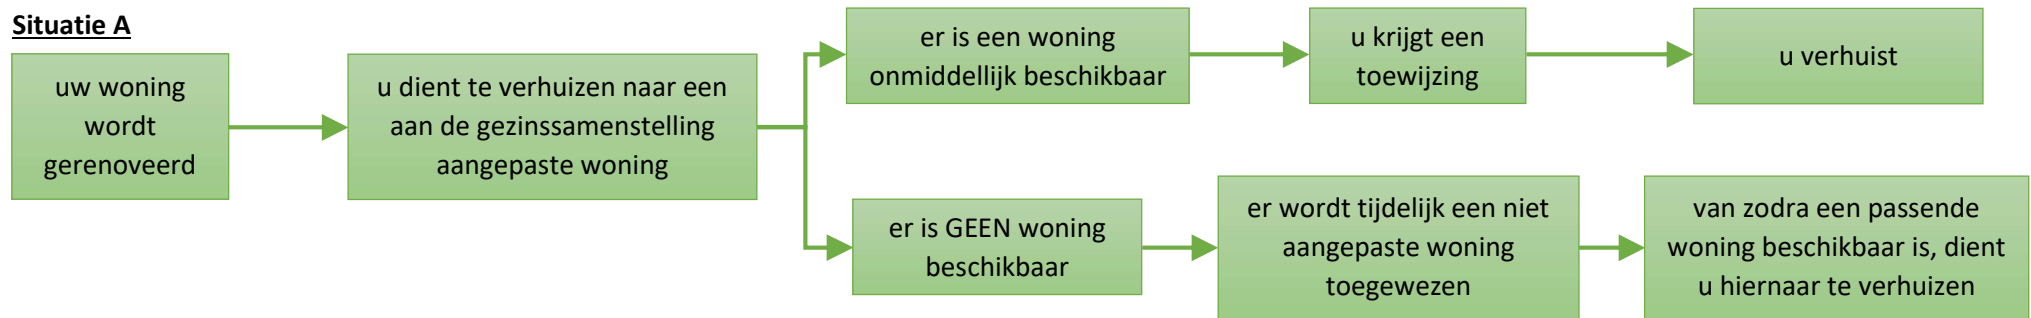 Situatie A
uw woning
wordt
gerenoveerd
u dient te verhuizen naar een
aan de gezinssamenstelling
aangepaste woning
er is een woning
onmiddellijk beschikbaar
u krijgt een
toewijzing
u verhuist
er is GEEN woning
beschikbaar
er wordt tijdelijk een niet
aangepaste woning
toegewezen
van zodra een passende
woning beschikbaar is, dient
u hiernaar te verhuizen